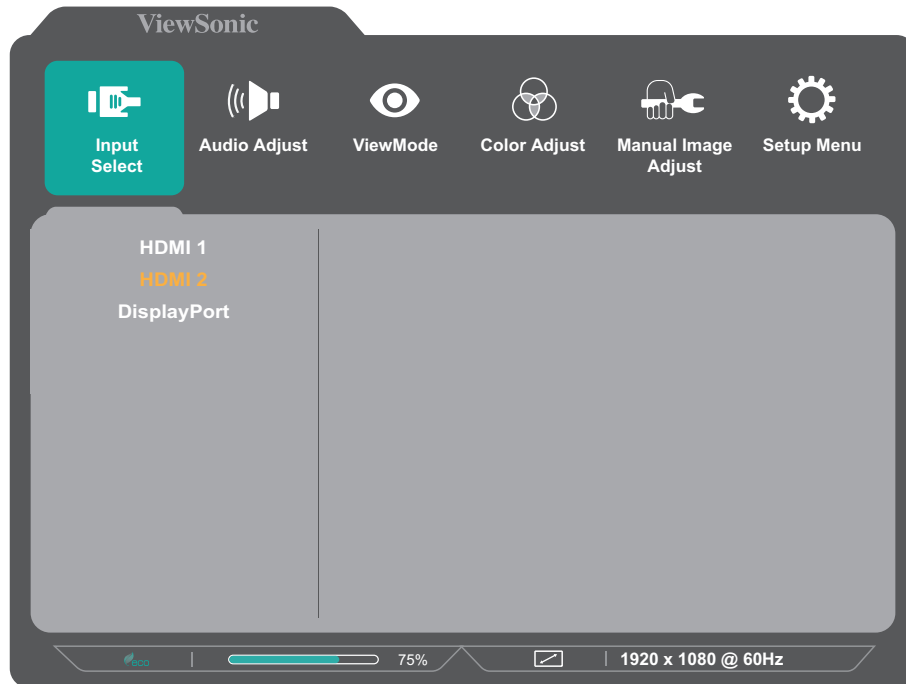 ViewSonic
Input
Select
Audio Adjust
ViewMode
Color Adjust
Manual Image
Adjust
Setup Menu
HDMI 1
HDMI 2
DisplayPort
eco
75%
1920 x 1080 @ 60Hz